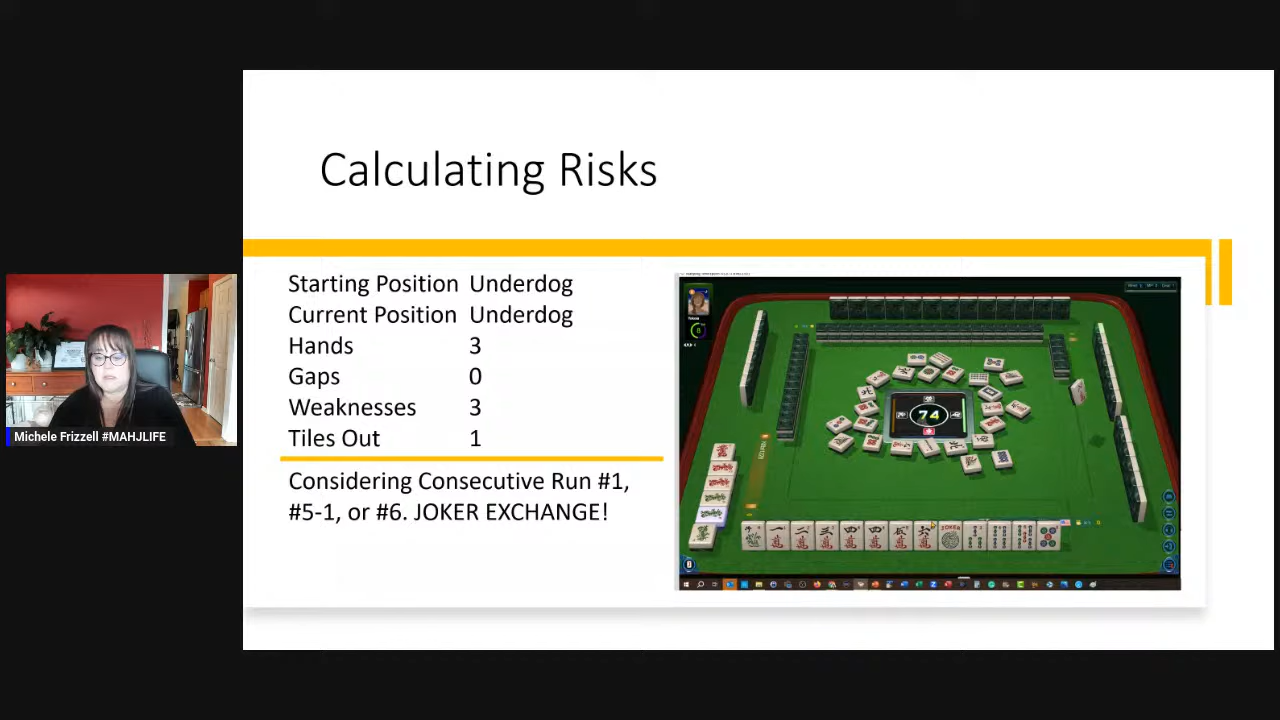 Calculating Risks
Starting Position Underdog
Current Position Underdog
Hands 3
Gaps 0
Weaknesses 3
Tiles Out 1
Considering Consecutive Run #1,
#5-1, or #6. JOKER EXCHANGE!
Michele Frizzell #MAHJLIFE
74
JOKER